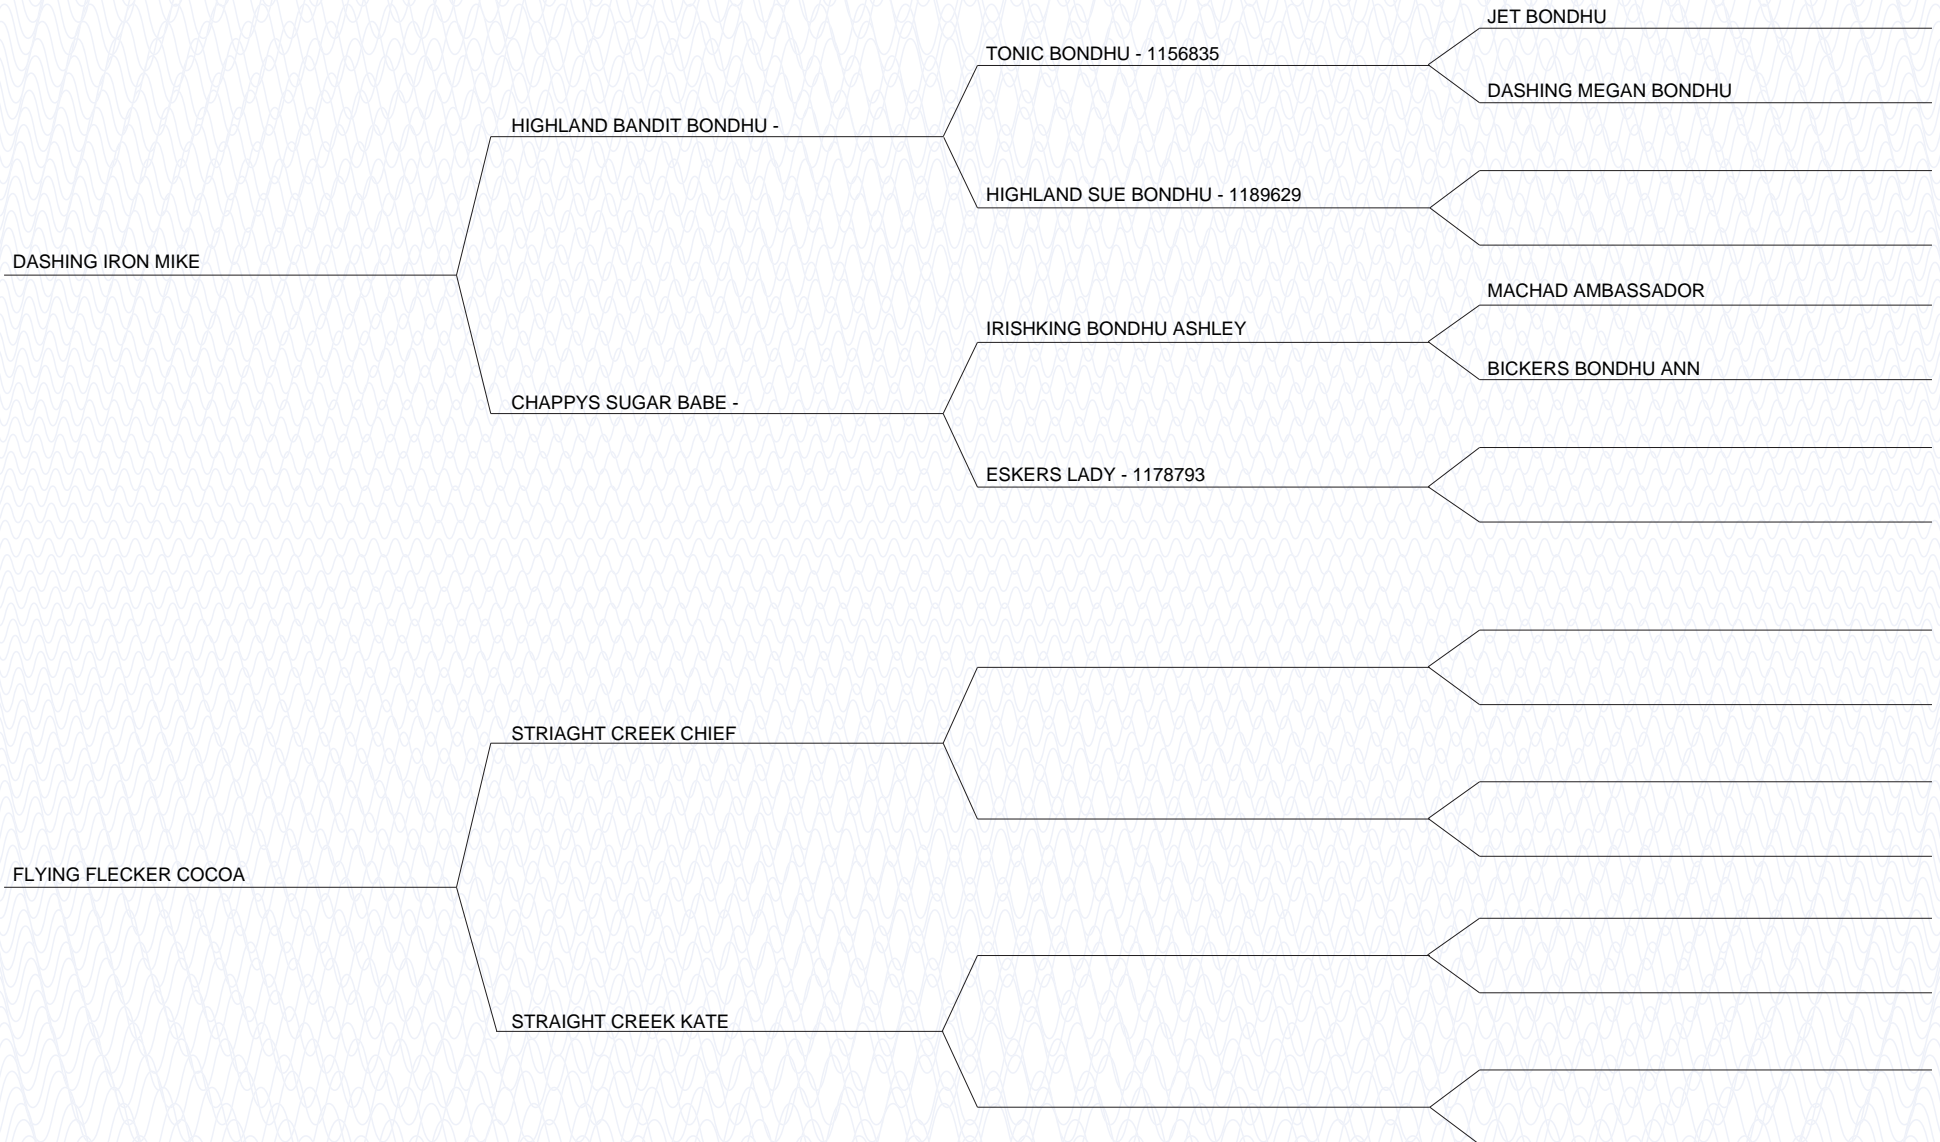 JET BONDHU
TONIC BONDHU - 1156835
DASHING MEGAN BONDHU
HIGHLAND BANDIT BONDHU -
HIGHLAND SUE BONDHU - 1189629
DASHING IRON MIKE
MACHAD AMBASSADOR
IRISHKING BONDHU ASHLEY
BICKERS BONDHU ANN
CHAPPYS SUGAR BABE -
ESKERS LADY - 1178793
STRIAGHT CREEK CHIEF
FLYING FLECKER COCOA
STRAIGHT CREEK KATE